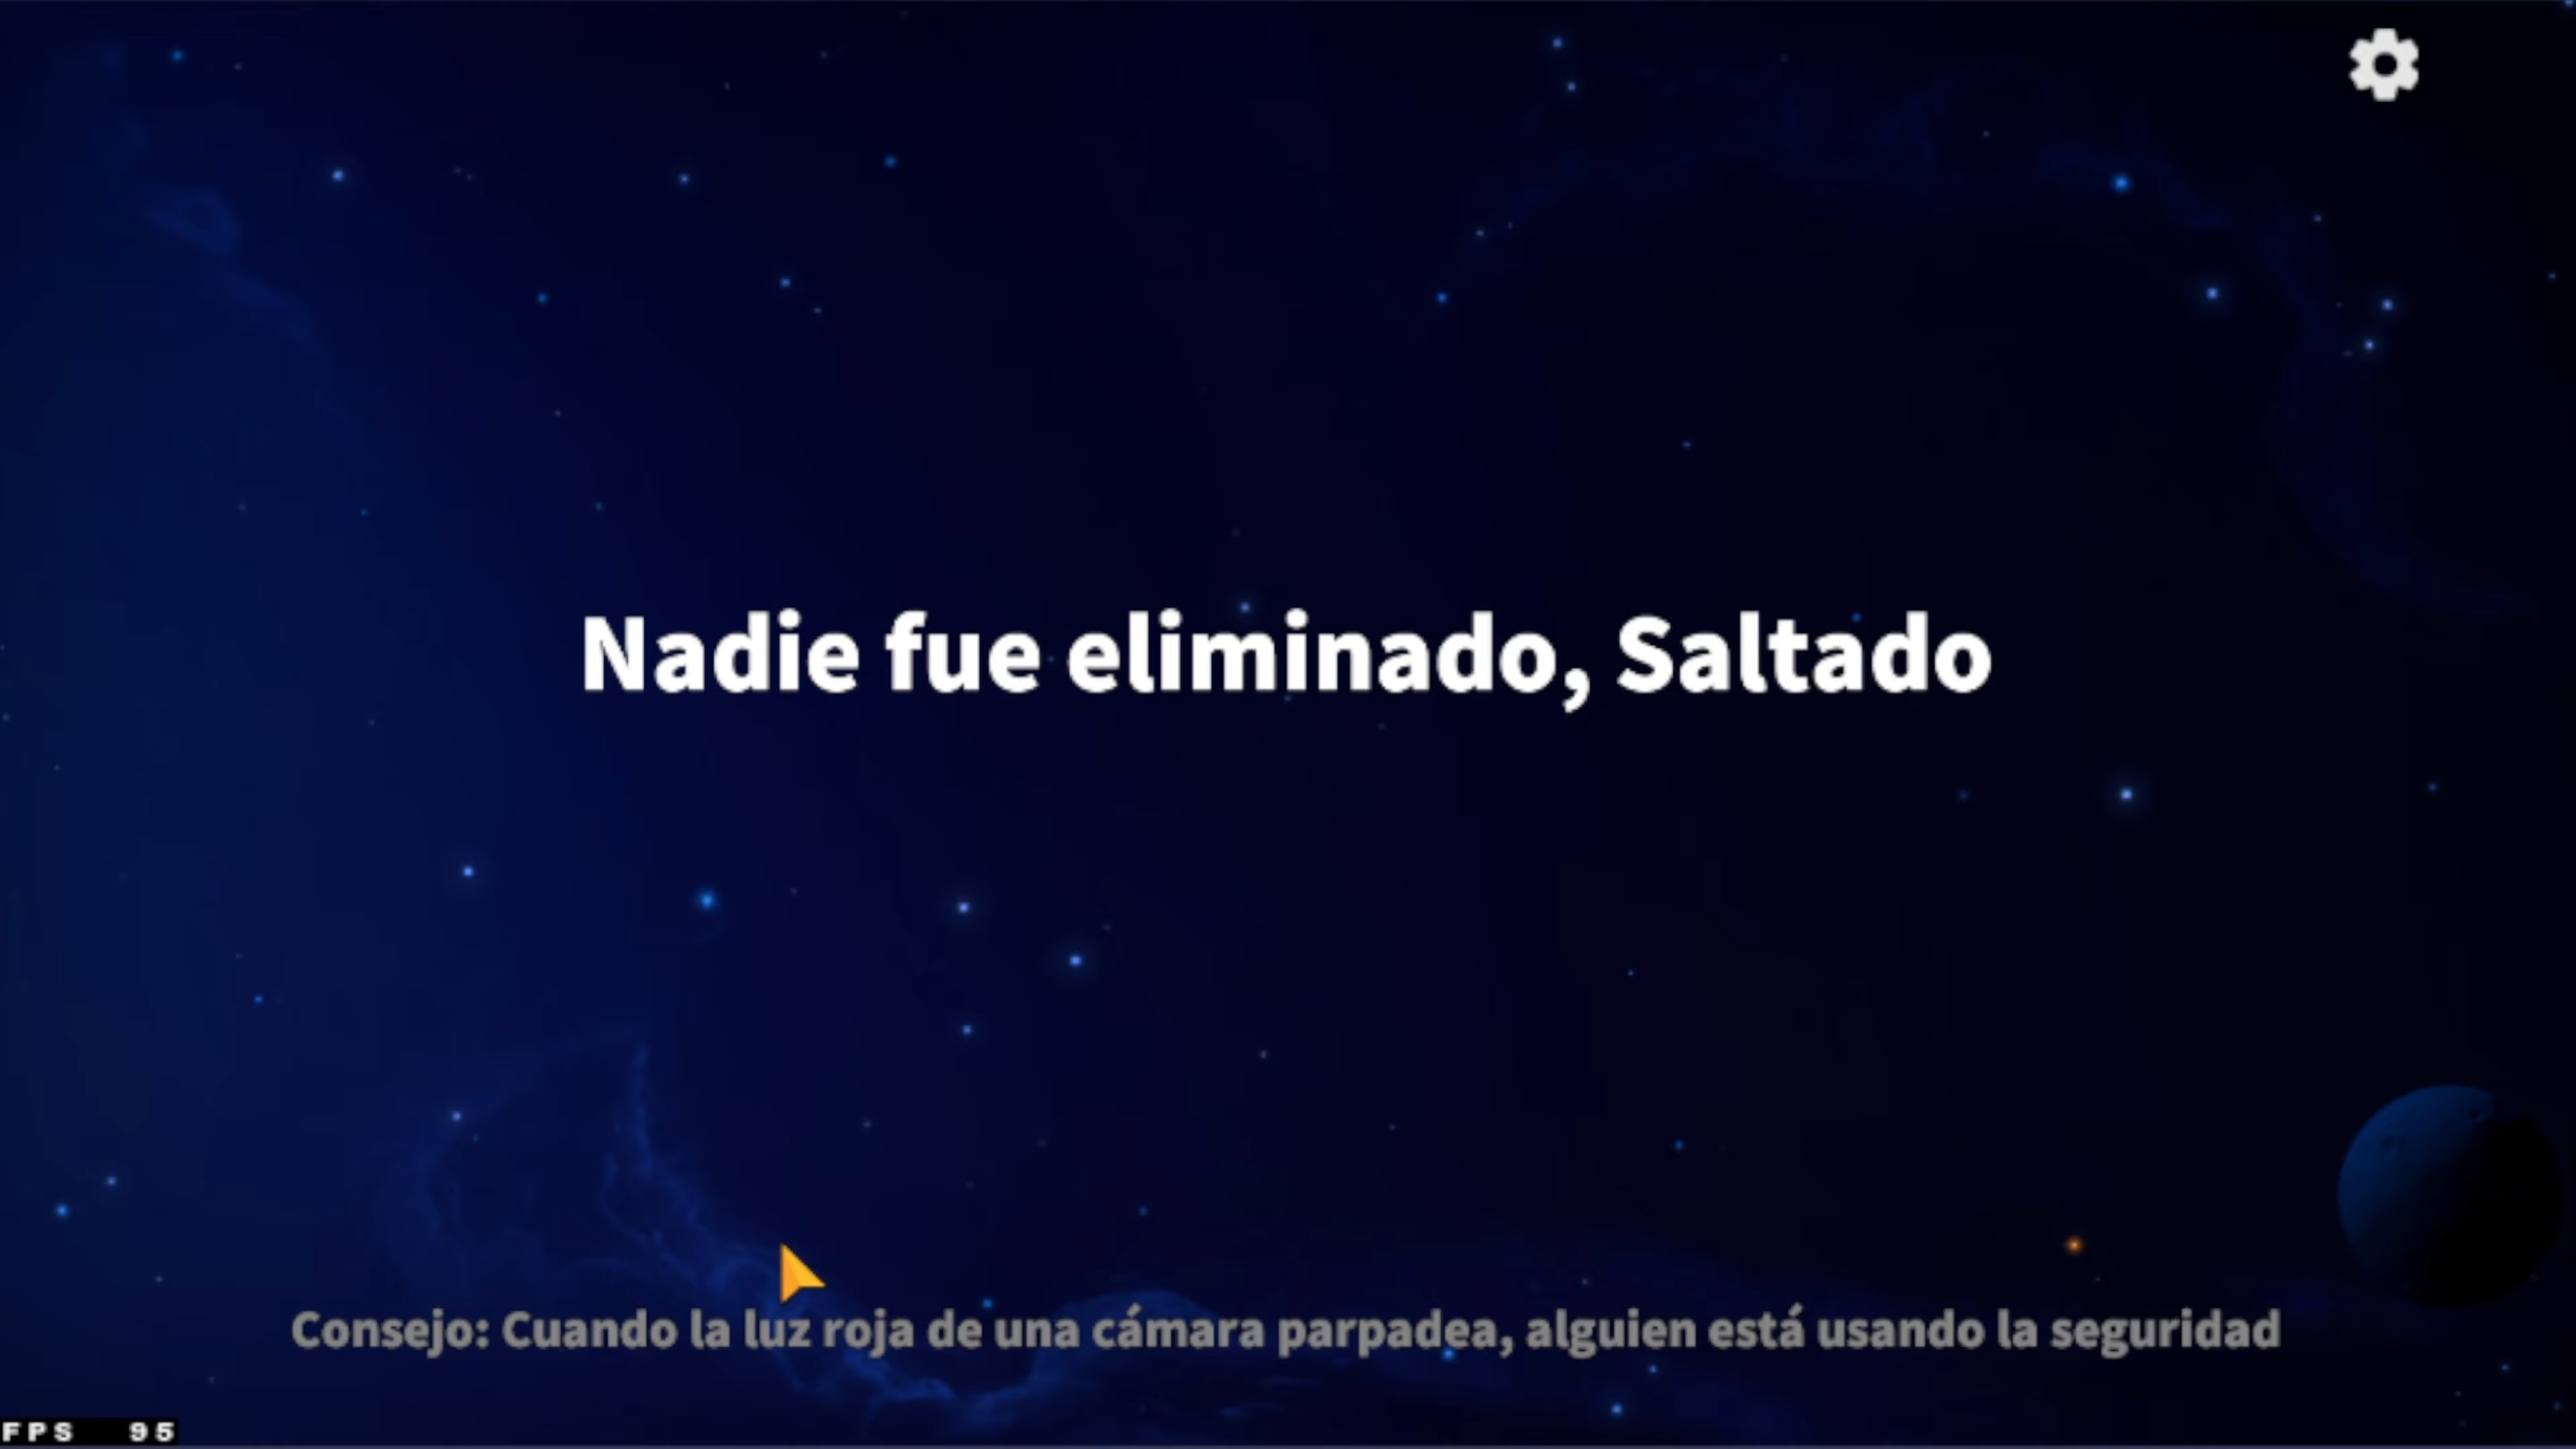 Nadie fue eliminado, Saltado
Consejo: Cuando la luz roja de una cámara parpadea, alguien está usando la seguridad
FPS 95